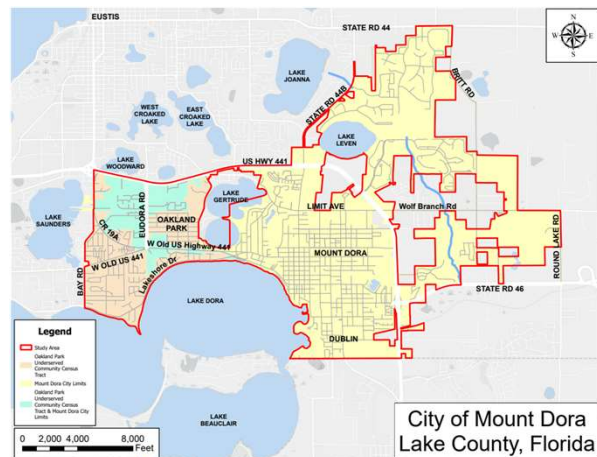 EUSTIS
STATE RD 44
N
W
E
S
LAKE
JOANNA
BRITT RD
STATE RD 44B
WEST
CROAKED
LAKE
EAST
CROAKED
LAKE
LAKE
LEVEN
LAKE
WOODWARD
US HWY 441
LAKE
GERTRUDE
LIMIT AVE
Wolf Branch Rd
LAKE
SAUNDERS
CR 19A
EUDORA RD
OAKLAND
PARK
ROUND LAKE RD
W Old US Highway 441
MOUNT DORA
W OLD US 441
BAY RD
Lakeshore Dr
STATE RD 46
LAKE DORA
DUBLIN
Legend
Study Area
Oakland Park
Underserved
Community Census
Tract
Mount Dora City Limits
Oakland Park
Underserved
Community Census
Tract & Mount Dora City
Limits
LAKE
BEAUCLAIR
0 2,000 4,000 8,000
Feet
City of Mount Dora
Lake County, Florida